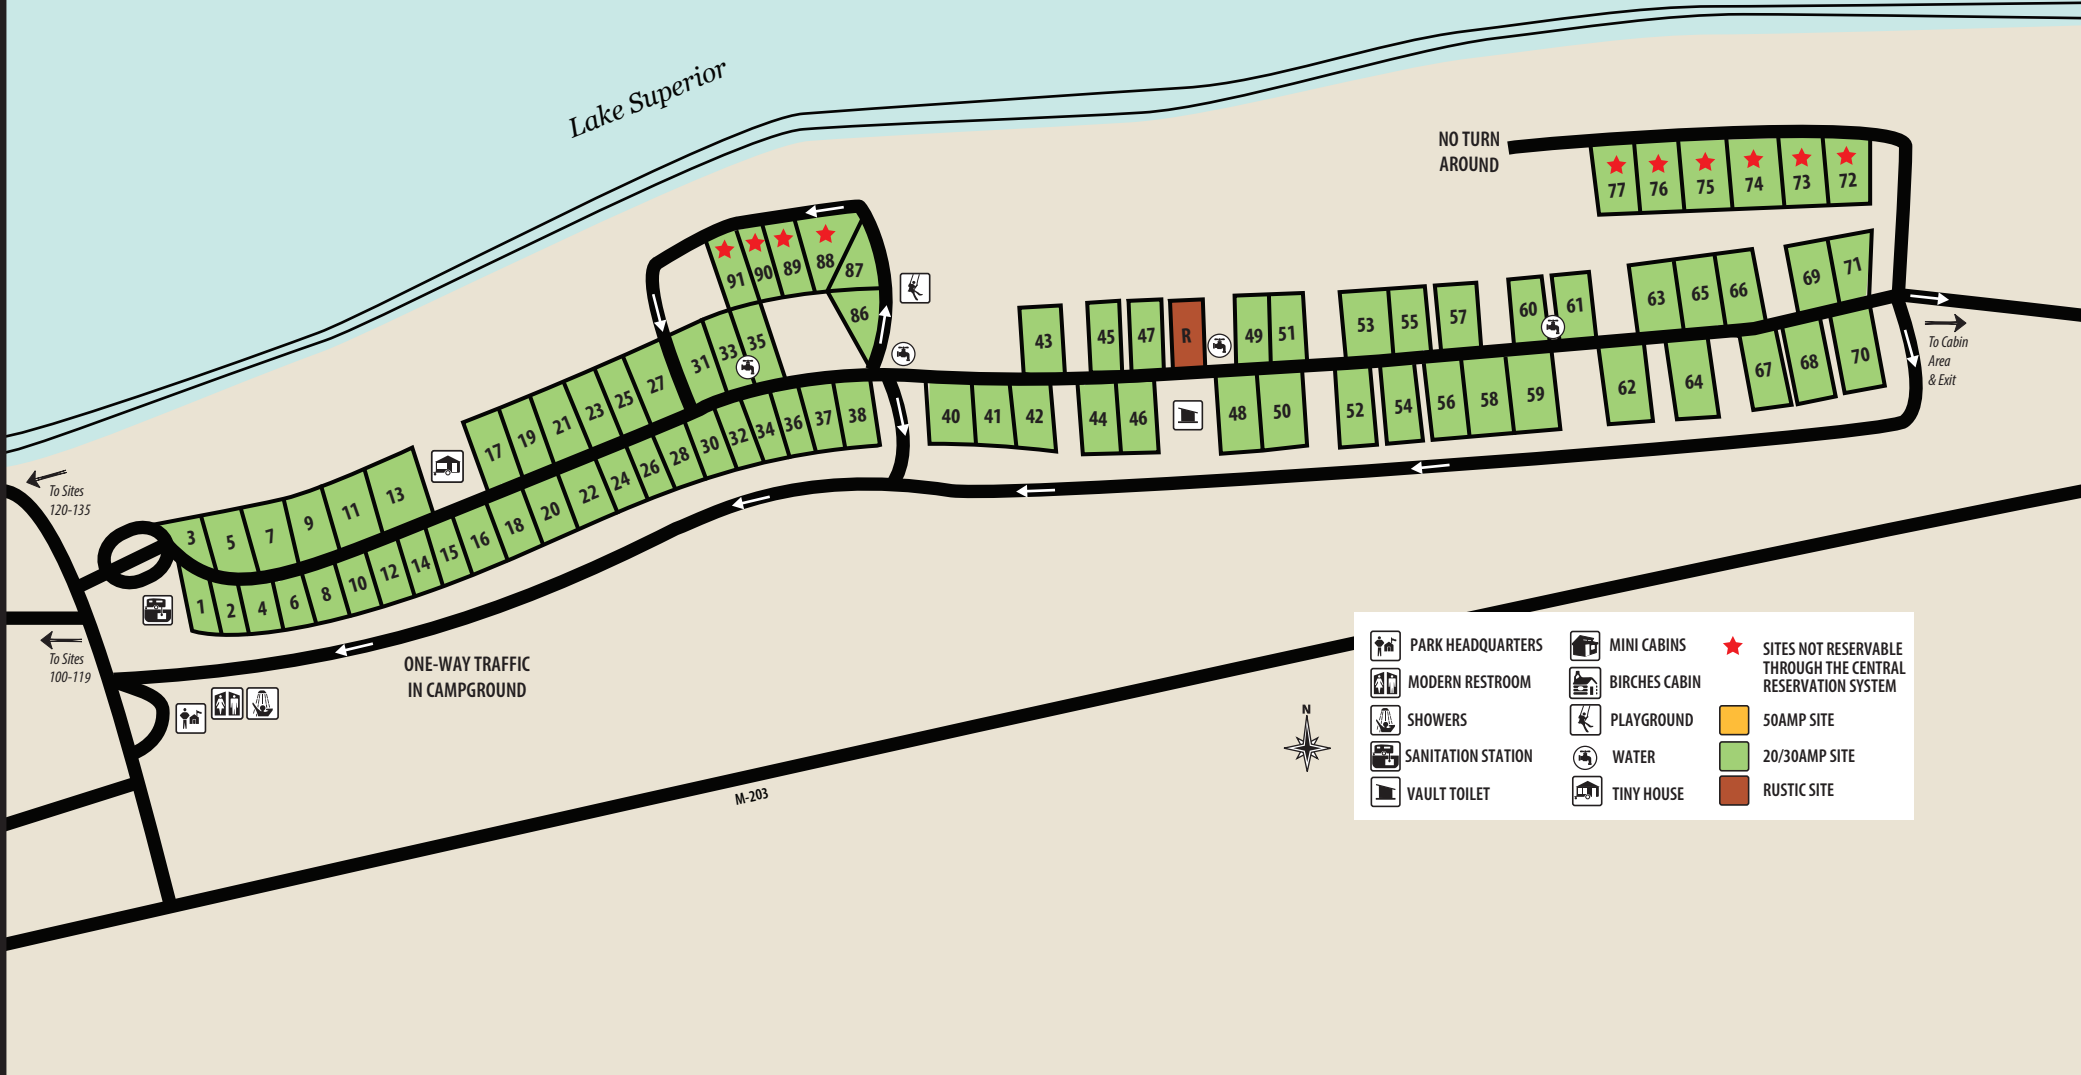 Lake Superior
NO TURN
AROUND
77 76 75 74 73 72
91 90 89 88 87
86
71
69
66
65
63
61
60
57
55
53
51
49
R
47
45
43
35
33
31
27
25
23
21
19
17
13
11
9
7
5
3
40 41 42
44 46
48 50
52 54 56 58 59
62 64
67 68 70
1 2 4 6 8 10 12 14 15 16 18 20 22 24 26 28 30 32 34 36 37 38
To Cabin
Area
& Exit
To Sites
120-135
To Sites
100-119
ONE-WAY TRAFFIC
IN CAMPGROUND
M-203
N
PARK HEADQUARTERS
MODERN RESTROOM
SHOWERS
SANITATION STATION
VAULT TOILET
MINI CABINS
BIRCHES CABIN
PLAYGROUND
WATER
TINY HOUSE
SITES NOT RESERVABLE
THROUGH THE CENTRAL
RESERVATION SYSTEM
50AMP SITE
20/30AMP SITE
RUSTIC SITE